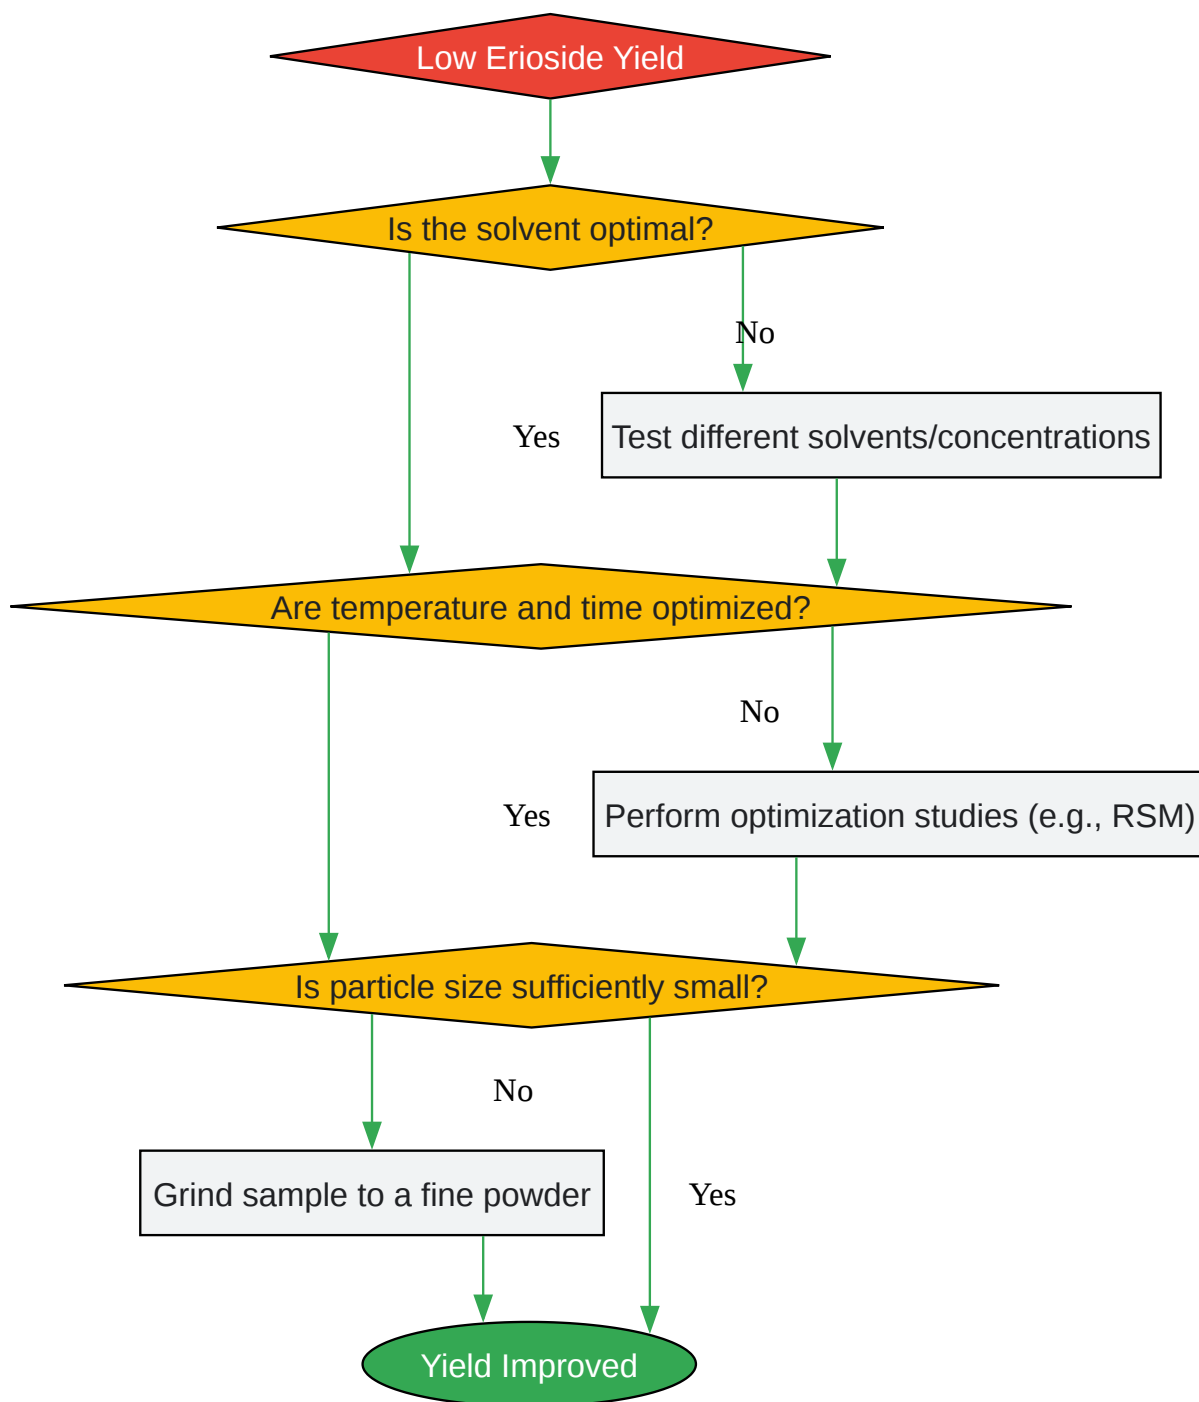 Low Erioside Yield
Is the solvent optimal?
No
Yes
Test different solvents/concentrations
Are temperature and time optimized?
No
Yes
Perform optimization studies (e.g., RSM)
Is particle size sufficiently small?
No
Grind sample to a fine powder
Yes
Yield Improved